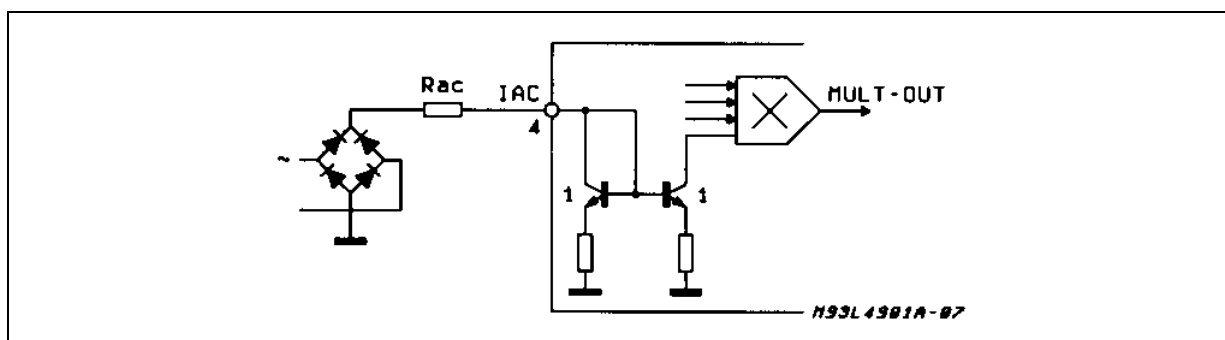 Rac
IAC
4
MULT-OUT
~
1
1
M93L4901A-07